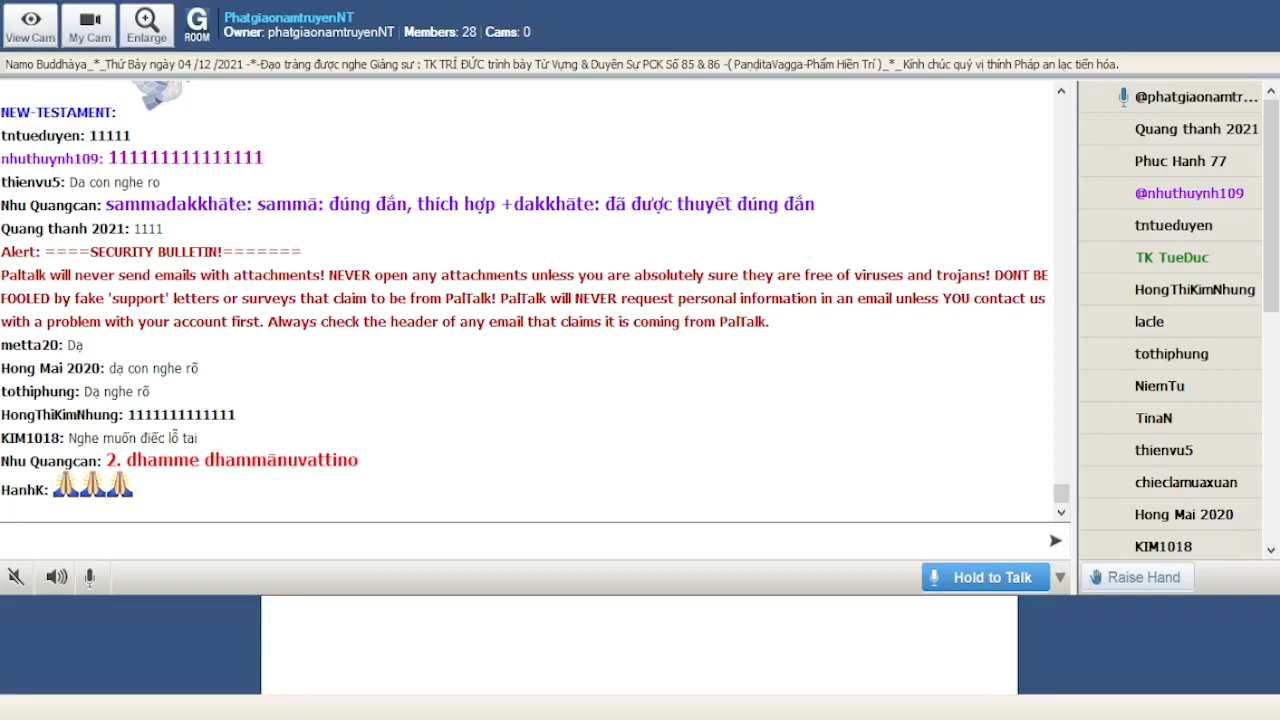 View Cam
My Cam
Enlarge
G
ROOM
PhatgiaonamtruyenNT
Owner: phatgiaonamtruyenNT | Members: 28 | Cams: 0
Namo Buddhàya_*_Thứ Bảy ngày 04 /12 /2021 -*-Đạo tràng được nghe Giảng sư : TK TRÍ ĐỨC trình bày Từ Vựng & Duyên Sự PCK Số 85 & 86 -( PaṇḍitaVagga-Phẩm Hiền Trí )_*_ Kính chúc quý vị thính Pháp an lạc tiến hóa.
NEW-TESTAMENT:
tntueduyen: 11111
nhuthuynh109: 111111111111111
thienvu5: Da con nghe ro
Nhu Quangcan: sammadakkhāte: sammā: đúng đắn, thích hợp +dakkhāte: đã được thuyết đúng đắn
Quang thanh 2021: 1111
Alert: ====SECURITY BULLETIN!=======
Paltalk will never send emails with attachments! NEVER open any attachments unless you are absolutely sure they are free of viruses and trojans! DONT BE
FOOLED by fake 'support' letters or surveys that claim to be from PalTalk! PalTalk will NEVER request personal information in an email unless YOU contact us
with a problem with your account first. Always check the header of any email that claims it is coming from PalTalk.
metta20: Dạ
Hong Mai 2020: dạ con nghe rõ
tothiphung: Dạ nghe rõ
HongThiKimNhung: 1111111111111
KIM1018: Nghe muốn điếc lỗ tai
Nhu Quangcan: 2. dhamme dhammānuvattino
HanhK:
Hold to Talk
@phatgiaonamtr...
Quang thanh 2021
Phuc Hanh 77
@nhuthuynh109
tntueduyen
TK TueDuc
HongThiKimNhung
lacle
tothiphung
NiemTu
TinaN
thienvu5
chieclamuaxuan
Hong Mai 2020
KIM1018
Raise Hand